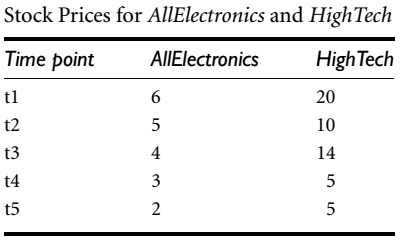 Stock Prices for AllElectronics and HighTech
Time point AllElectronics HighTech
t1 6 20
t2 5 10
t3 4 14
t4 3 5
t5 2 5